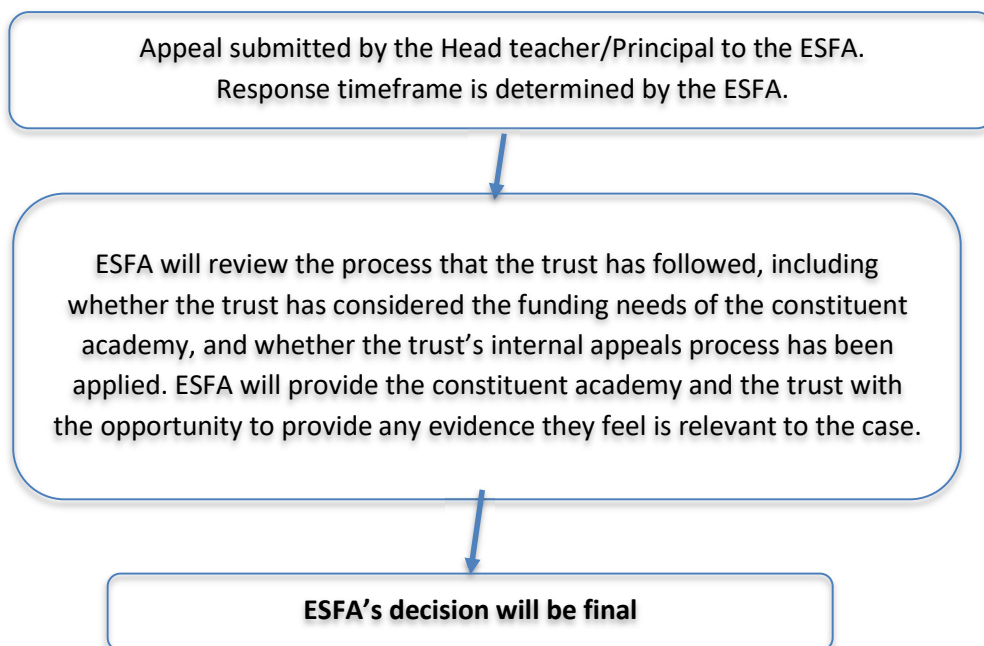 Appeal submitted by the Head teacher/Principal to the ESFA.
Response timeframe is determined by the ESFA.
ESFA will review the process that the trust has followed, including
whether the trust has considered the funding needs of the constituent
academy, and whether the trust’s internal appeals process has been
applied. ESFA will provide the constituent academy and the trust with
the opportunity to provide any evidence they feel is relevant to the case.
ESFA’s decision will be final